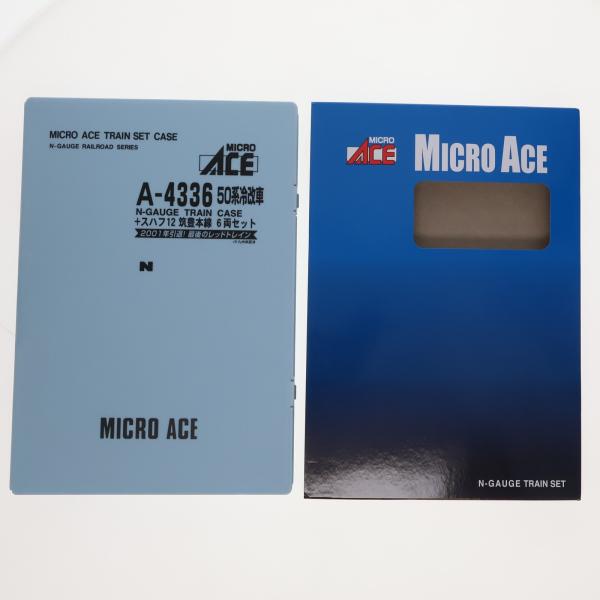 MICRO ACE TRAIN SET CASE
N-GAUGE RAILROAD SERIES
MICRO
ACE
A-4336 50系冷改車
N-GAUGE TRAIN CASE
+スハフ12 筑豊本線 6両セット
2001年引退! 最後のレッドトレイン
N
MICRO ACE
MICRO
ACE
MICRO ACE
N-GAUGE TRAIN SET